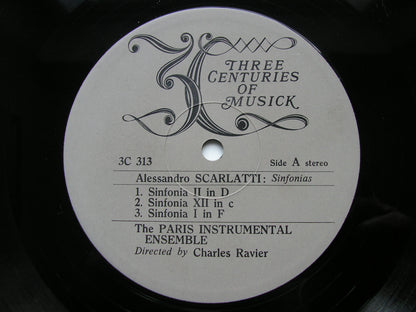 3C
THREE
CENTURIES
OF
MUSICK
3C 313
Side A stereo
Alessandro SCARLATTI: Sinfonias
1. Sinfonia II in D
2. Sinfonia XII in c
3. Sinfonia I in F
The PARIS INSTRUMENTAL
ENSEMBLE
Directed by Charles Ravier